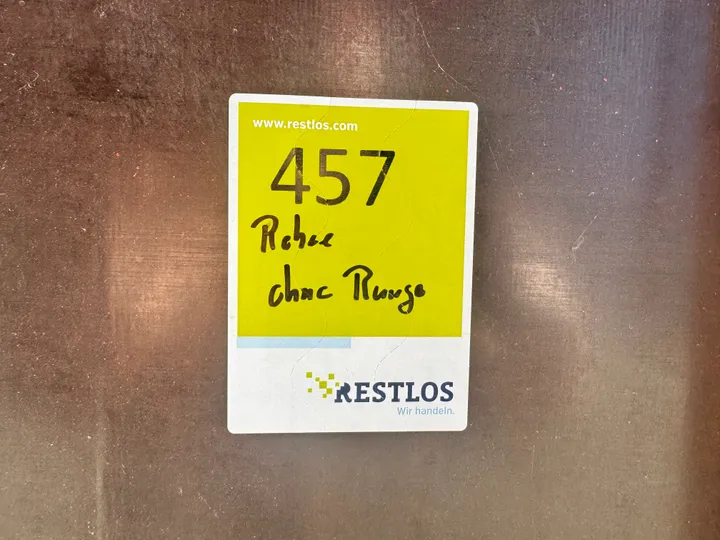 www.restlos.com
457
Rohre
ohne Runge
RESTLOS
Wir handeln.